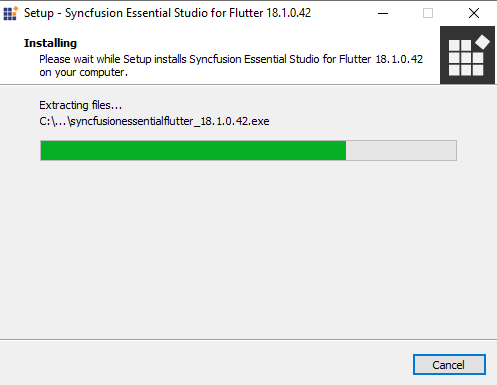 Setup - Syncfusion Essential Studio for Flutter 18.1.0.42
Installing
Please wait while Setup installs Syncfusion Essential Studio for Flutter 18.1.0.42
on your computer.
Extracting files...
C:\...\syncfusionessentialflutter_18.1.0.42.exe
Cancel